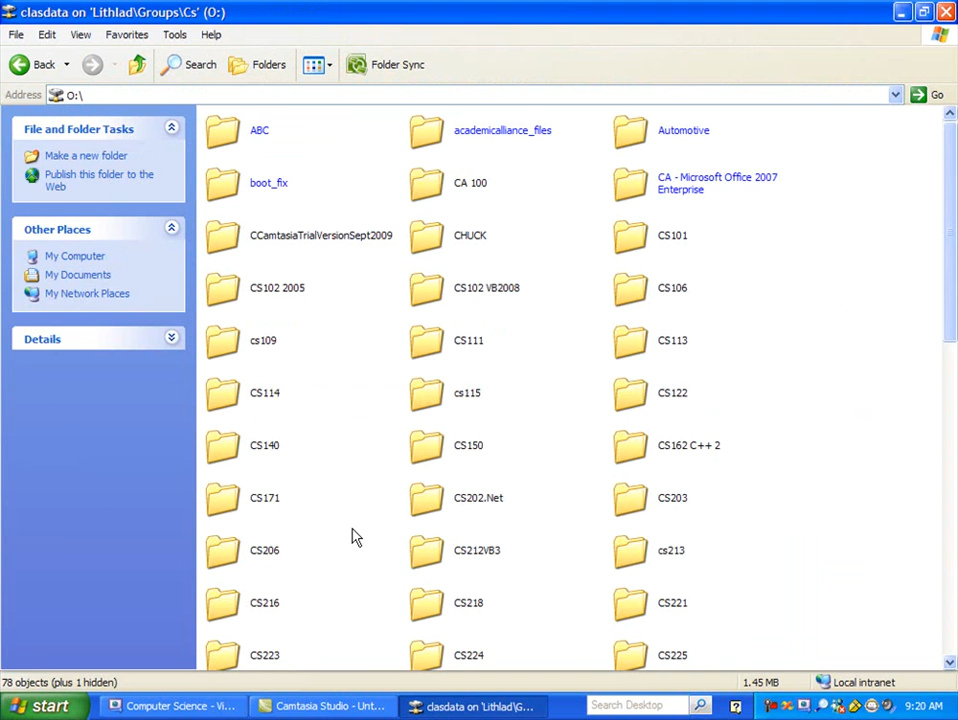 clasdata on 'Lithlad\Groups\Cs' (O:)
File Edit View Favorites Tools Help
Back Search Folders Folder Sync
Address O:\ Go
File and Folder Tasks
Make a new folder
Publish this folder to the
Web
Other Places
My Computer
My Documents
My Network Places
Details
ABC academicalliance_files Automotive
boot_fix CA 100 CA - Microsoft Office 2007
Enterprise
CCamtasiaTrialVersionSept2009 CHUCK CS101
CS102 2005 CS102 VB2008 CS106
cs109 CS111 CS113
CS114 cs115 CS122
CS140 CS150 CS162 C++ 2
CS171 CS202.Net CS203
CS206 CS212VB3 cs213
CS216 CS218 CS221
CS223 CS224 CS225
78 objects (plus 1 hidden) 1.45 MB Local intranet
start Computer Science - Vi... Camtasia Studio - Unt... clasdata on 'Lithlad\G... Search Desktop 9:20 AM